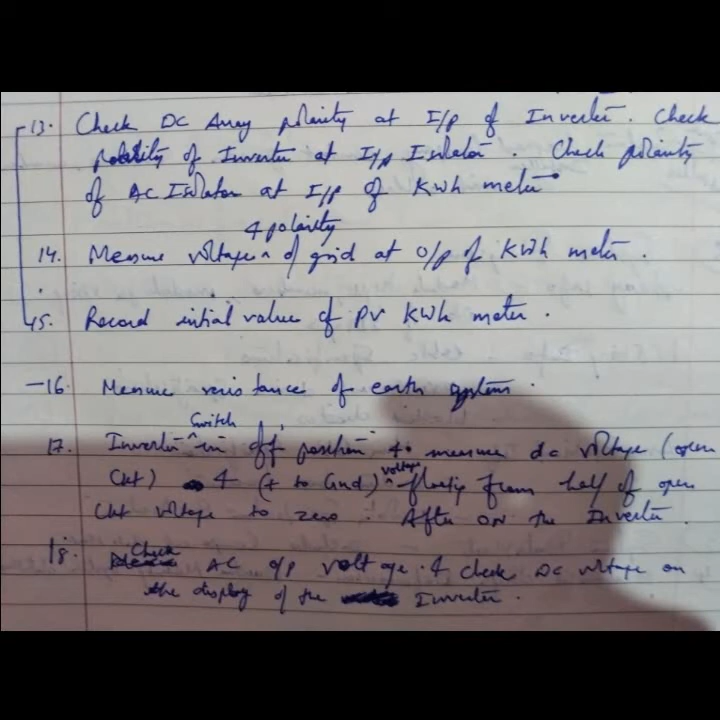 13. Check DC Array polarity at I/p of Inverter. Check
polarity of Inverter at I/p Isolator. Check polarity
of AC Isolator at I/p of KWh meter
14. Measure voltage ^ & polarity of grid at O/p of KWh meter.
15. Record initial value of PV KWh meter.
16. Measure resistance of earth system.
17. Inverter ^ Switch in off position to measure dc voltage (open
Ckt) & (+ to Gnd) ^ voltage from half of open
Ckt voltage to zero. After ON the Inverter.
18. Check AC o/p voltage & check DC voltage on
the display of the Inverter.